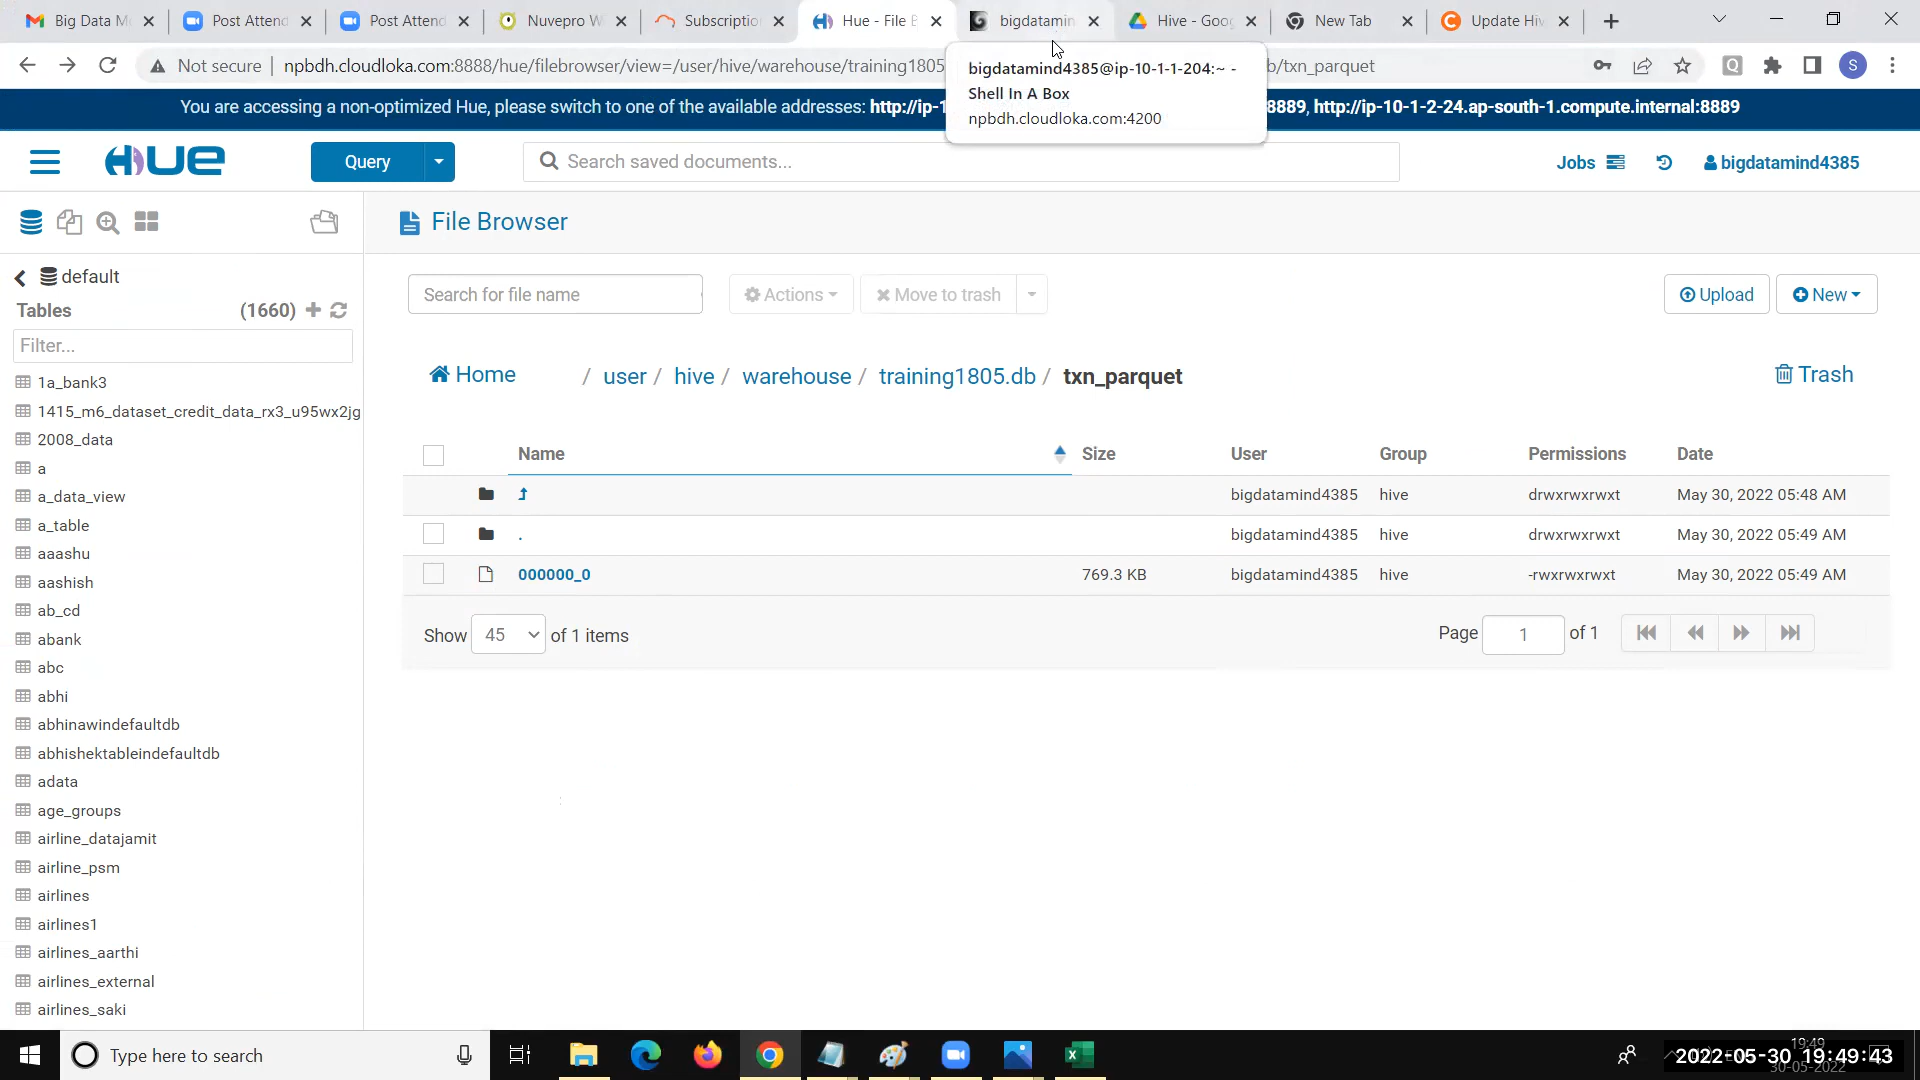 Big Data M
Post Attend
Post Attend
Nuvepro W
Subscriptio
Hue - File B
bigdatamin
Hive - Goog
New Tab
Update Hiv
Not secure
npbdh.cloudloka.com:8888/hue/filebrowser/view=/user/hive/warehouse/training1805
b/txn_parquet
S
bigdatamind4385@ip-10-1-1-204:~ -
Shell In A Box
npbdh.cloudloka.com:4200
You are accessing a non-optimized Hue, please switch to one of the available addresses: http://ip-1
8889, http://ip-10-1-2-24.ap-south-1.compute.internal:8889
HUE
Query
Search saved documents...
Jobs
bigdatamind4385
File Browser
default
Tables
(1660)
Filter...
1a_bank3
1415_m6_dataset_credit_data_rx3_u95wx2jg
2008_data
a
a_data_view
a_table
aaashu
aashish
ab_cd
abank
abc
abhi
abhinawindefaultdb
abhishektableindefaultdb
adata
age_groups
airline_datajamit
airline_psm
airlines
airlines1
airlines_aarthi
airlines_external
airlines_saki
Search for file name
Actions
Move to trash
Upload
New
Home / user / hive / warehouse / training1805.db / txn_parquet
Trash
Name Size User Group Permissions Date
bigdatamind4385 hive drwxrwxrwxt May 30, 2022 05:48 AM
. bigdatamind4385 hive drwxrwxrwxt May 30, 2022 05:49 AM
000000_0 769.3 KB bigdatamind4385 hive -rwxrwxrwxt May 30, 2022 05:49 AM
Show 45 of 1 items
Page 1 of 1
Type here to search
19:49
2022-05-30 19:49:43
30-05-2022